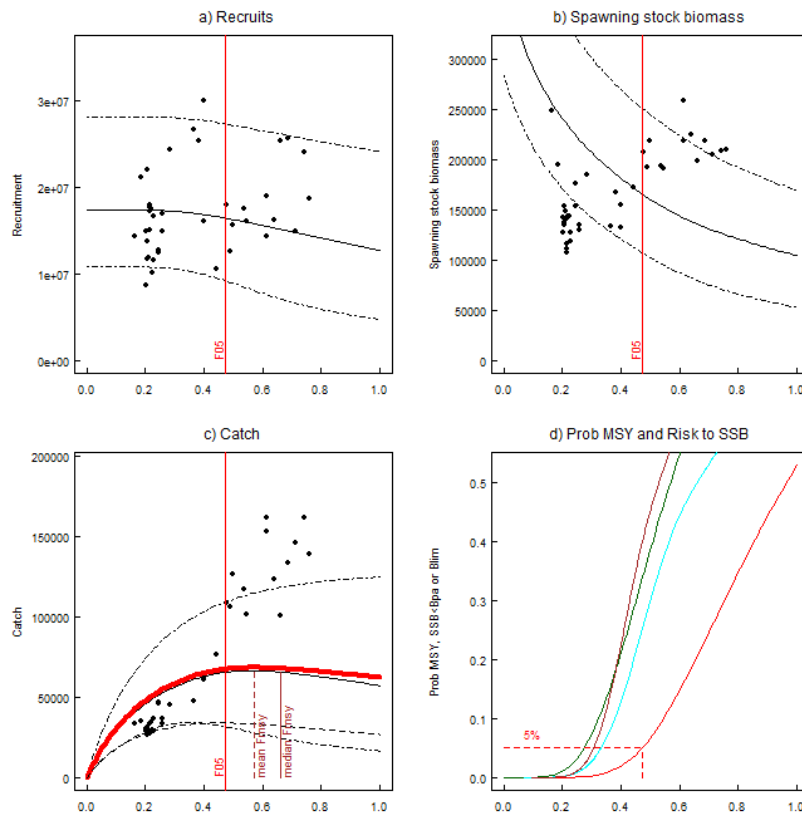 a) Recruits
Recruitment
3e+07
2e+07
1e+07
0e+00
F05
0.0 0.2 0.4 0.6 0.8 1.0
b) Spawning stock biomass
Spawning stock biomass
300000
250000
200000
150000
100000
50000
0
F05
0.0 0.2 0.4 0.6 0.8 1.0
c) Catch
Catch
200000
150000
100000
50000
0
F05
mean Fmsy
median Fmsy
0.0 0.2 0.4 0.6 0.8 1.0
d) Prob MSY and Risk to SSB
Prob MSY, SSB<Bpa or Blim
0.5
0.4
0.3
0.2
0.1
0.0
5%
0.0 0.2 0.4 0.6 0.8 1.0